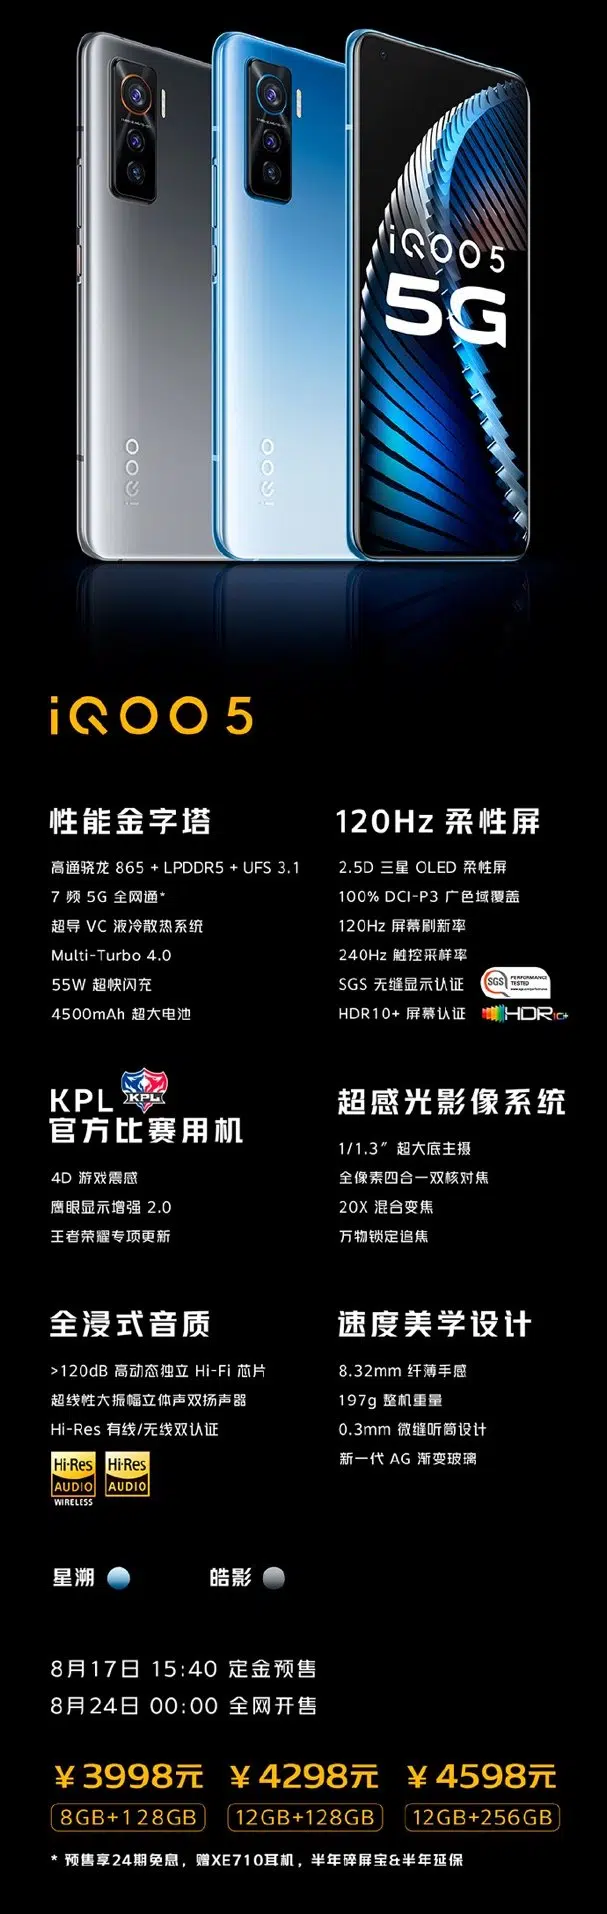 iQOO 5
5G
iQOO
iQOO
iQOO 5
性能金字塔
高通骁龙 865 + LPDDR5 + UFS 3.1
7 频 5G 全网通*
超导 VC 液冷散热系统
Multi-Turbo 4.0
55W 超快闪充
4500mAh 超大电池
120Hz 柔性屏
2.5D 三星 OLED 柔性屏
100% DCI-P3 广色域覆盖
120Hz 屏幕刷新率
240Hz 触控采样率
SGS 无缝显示认证
SGS PERFORMANCE TESTED
HDR10+ 屏幕认证
HDR10+
KPL
KPL
官方比赛用机
4D 游戏震感
鹰眼显示增强 2.0
王者荣耀专项更新
超感光影像系统
1/1.3″ 超大底主摄
全像素四合一双核对焦
20X 混合变焦
万物锁定追焦
全浸式音质
>120dB 高动态独立 Hi-Fi 芯片
超线性大振幅立体声双扬声器
Hi-Res 有线/无线双认证
Hi-Res AUDIO WIRELESS
Hi-Res AUDIO
速度美学设计
8.32mm 纤薄手感
197g 整机重量
0.3mm 微缝听筒设计
新一代 AG 渐变玻璃
星溯 皓影
8月17日 15:40 定金预售
8月24日 00:00 全网开售
¥3998元 ¥4298元 ¥4598元
8GB+128GB 12GB+128GB 12GB+256GB
* 预售享24期免息，赠XE710耳机，半年碎屏宝&半年延保